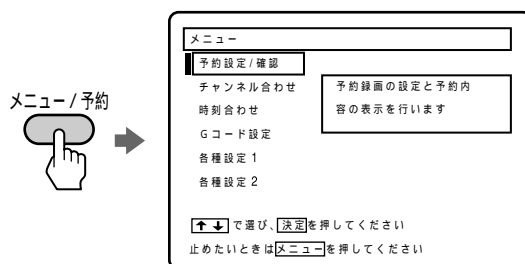 メニュー / 予約
メニュー
予約設定/確認
チャンネル合わせ
時刻合わせ
Gコード設定
各種設定1
各種設定2
予約録画の設定と予約内
容の表示を行います
↑↓で選び、決定を押してください
止めたいときはメニューを押してください